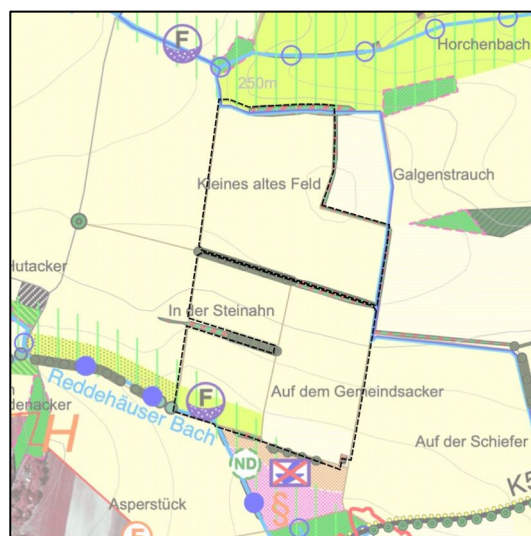 F
Horchenbach
250m
Kleines altes Feld
Galgenstrauch
Hutacker
In der Steinahn
Reddehäuser Bach
F
Auf dem Gemeindsacker
denacker
H
ND
Auf der Schiefer
§
Asperstück
K5